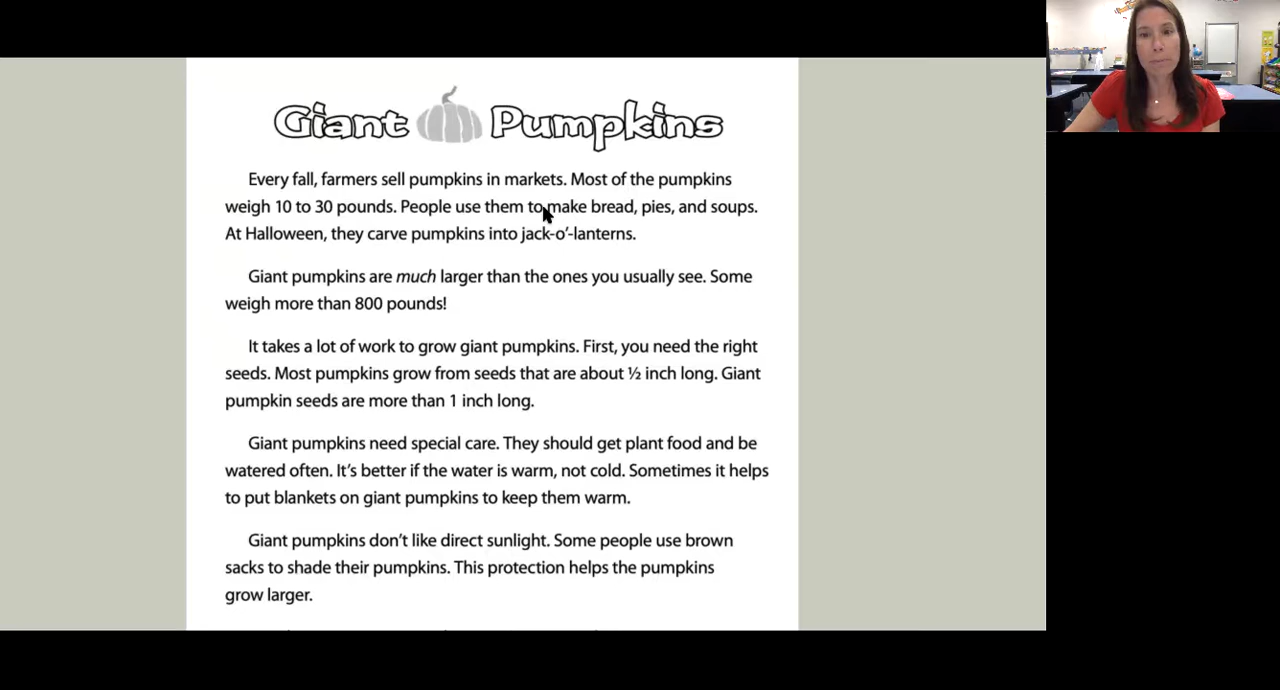 Giant Pumpkins
Every fall, farmers sell pumpkins in markets. Most of the pumpkins
weigh 10 to 30 pounds. People use them to make bread, pies, and soups.
At Halloween, they carve pumpkins into jack-o’-lanterns.
Giant pumpkins are much larger than the ones you usually see. Some
weigh more than 800 pounds!
It takes a lot of work to grow giant pumpkins. First, you need the right
seeds. Most pumpkins grow from seeds that are about ½ inch long. Giant
pumpkin seeds are more than 1 inch long.
Giant pumpkins need special care. They should get plant food and be
watered often. It’s better if the water is warm, not cold. Sometimes it helps
to put blankets on giant pumpkins to keep them warm.
Giant pumpkins don’t like direct sunlight. Some people use brown
sacks to shade their pumpkins. This protection helps the pumpkins
grow larger.